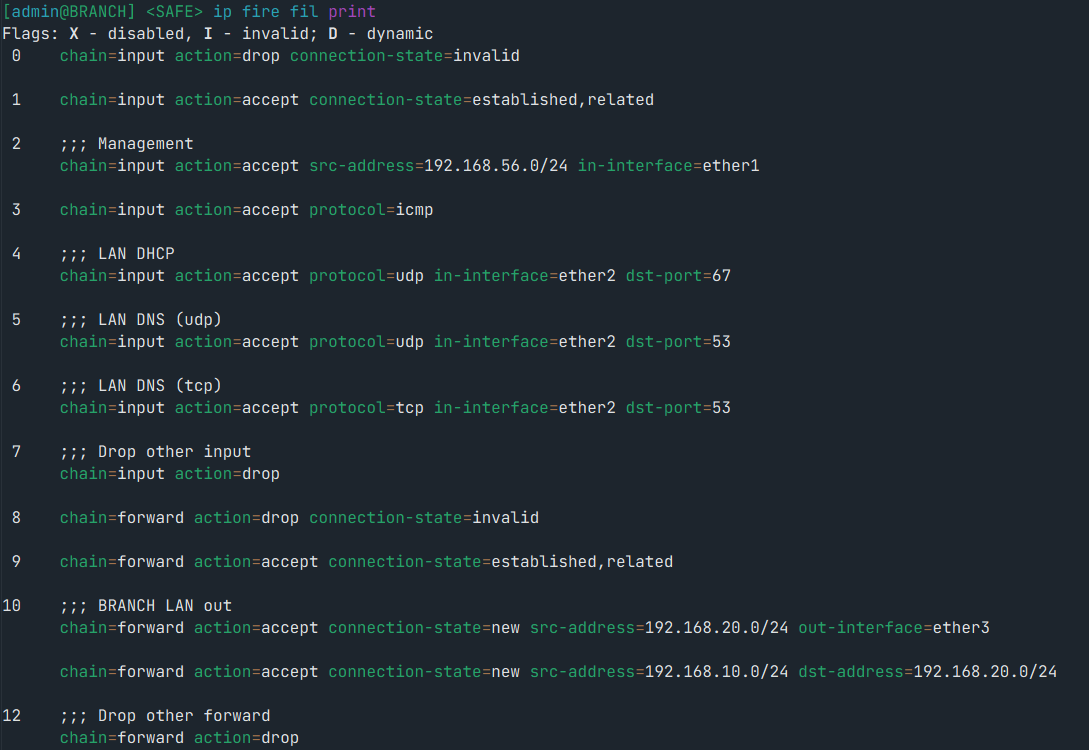 [admin@BRANCH] <SAFE> ip fire fil print
Flags: X - disabled, I - invalid; D - dynamic
 0    chain=input action=drop connection-state=invalid
 1    chain=input action=accept connection-state=established,related
 2    ;;; Management
      chain=input action=accept src-address=192.168.56.0/24 in-interface=ether1
 3    chain=input action=accept protocol=icmp
 4    ;;; LAN DHCP
      chain=input action=accept protocol=udp in-interface=ether2 dst-port=67
 5    ;;; LAN DNS (udp)
      chain=input action=accept protocol=udp in-interface=ether2 dst-port=53
 6    ;;; LAN DNS (tcp)
      chain=input action=accept protocol=tcp in-interface=ether2 dst-port=53
 7    ;;; Drop other input
      chain=input action=drop
 8    chain=forward action=drop connection-state=invalid
 9    chain=forward action=accept connection-state=established,related
10    ;;; BRANCH LAN out
      chain=forward action=accept connection-state=new src-address=192.168.20.0/24 out-interface=ether3
      chain=forward action=accept connection-state=new src-address=192.168.10.0/24 dst-address=192.168.20.0/24
12    ;;; Drop other forward
      chain=forward action=drop